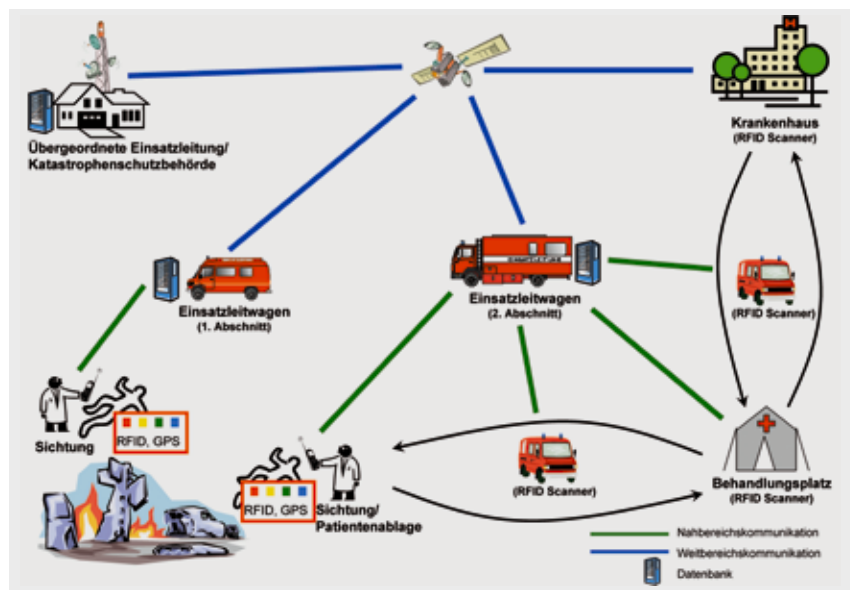 H
Übergeordnete Einsatzleitung/
Katastrophenschutzbehörde
Krankenhaus
(RFID Scanner)
Einsatzleitwagen
(1. Abschnitt)
Einsatzleitwagen
(2. Abschnitt)
(RFID Scanner)
Sichtung
RFID, GPS
RFID, GPS
Sichtung/
Patientenablage
(RFID Scanner)
Behandlungsplatz
(RFID Scanner)
Nahbereichskommunikation
Weitbereichskommunikation
Datenbank